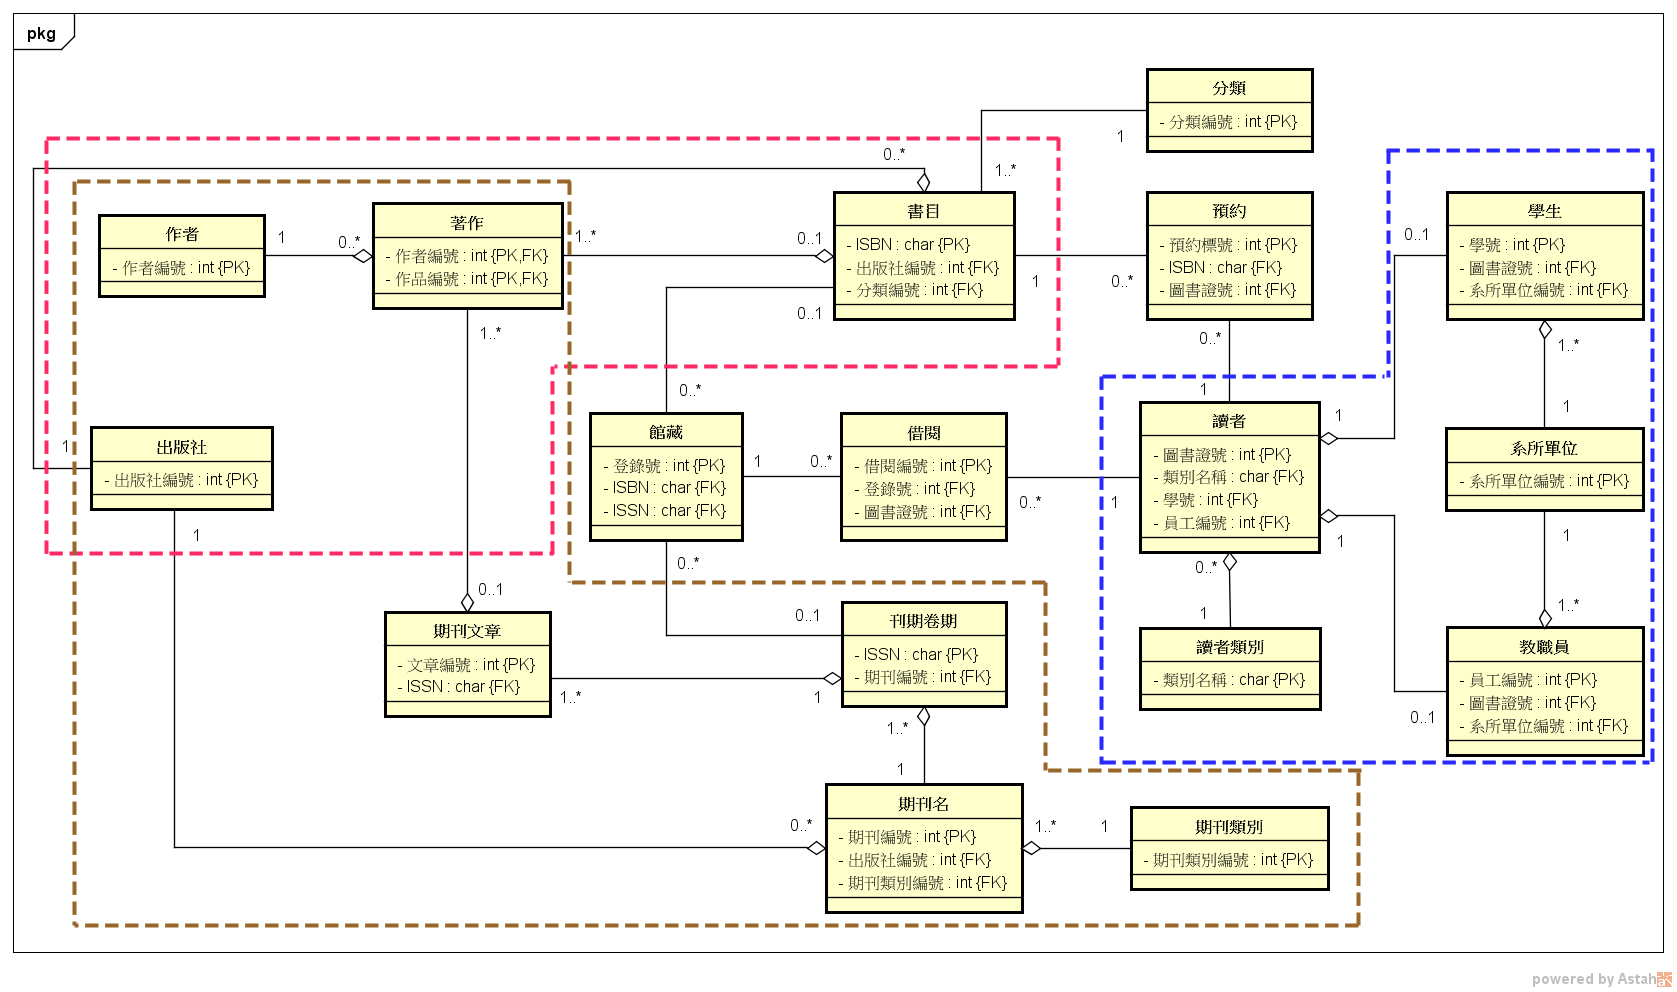 pkg
分類
- 分類編號 : int {PK}
1
1..*
0..*
作者
- 作者編號 : int {PK}
1
0..*
著作
- 作者編號 : int {PK,FK}
- 作品編號 : int {PK,FK}
1..*
1..*
0..1
書目
- ISBN : char {PK}
- 出版社編號 : int {FK}
- 分類編號 : int {FK}
0..1
1
0..*
預約
- 預約標號 : int {PK}
- ISBN : char {FK}
- 圖書證號 : int {FK}
0..*
1
0..1
學生
- 學號 : int {PK}
- 圖書證號 : int {FK}
- 系所單位編號 : int {FK}
1..*
1
出版社
- 出版社編號 : int {PK}
1
1
0..*
館藏
- 登錄號 : int {PK}
- ISBN : char {FK}
- ISSN : char {FK}
0..*
1
0..*
借閱
- 借閱編號 : int {PK}
- 登錄號 : int {FK}
- 圖書證號 : int {FK}
0..*
1
讀者
- 圖書證號 : int {PK}
- 類別名稱 : char {FK}
- 學號 : int {FK}
- 員工編號 : int {FK}
1
1
0..*
1
系所單位
- 系所單位編號 : int {PK}
1
1..*
0..1
期刊文章
- 文章編號 : int {PK}
- ISSN : char {FK}
1..*
0..1
1
刊期卷期
- ISSN : char {PK}
- 期刊編號 : int {FK}
1..*
1
讀者類別
- 類別名稱 : char {PK}
0..1
教職員
- 員工編號 : int {PK}
- 圖書證號 : int {FK}
- 系所單位編號 : int {FK}
0..*
期刊名
- 期刊編號 : int {PK}
- 出版社編號 : int {FK}
- 期刊類別編號 : int {FK}
1..*
1
期刊類別
- 期刊類別編號 : int {PK}
powered by Astah